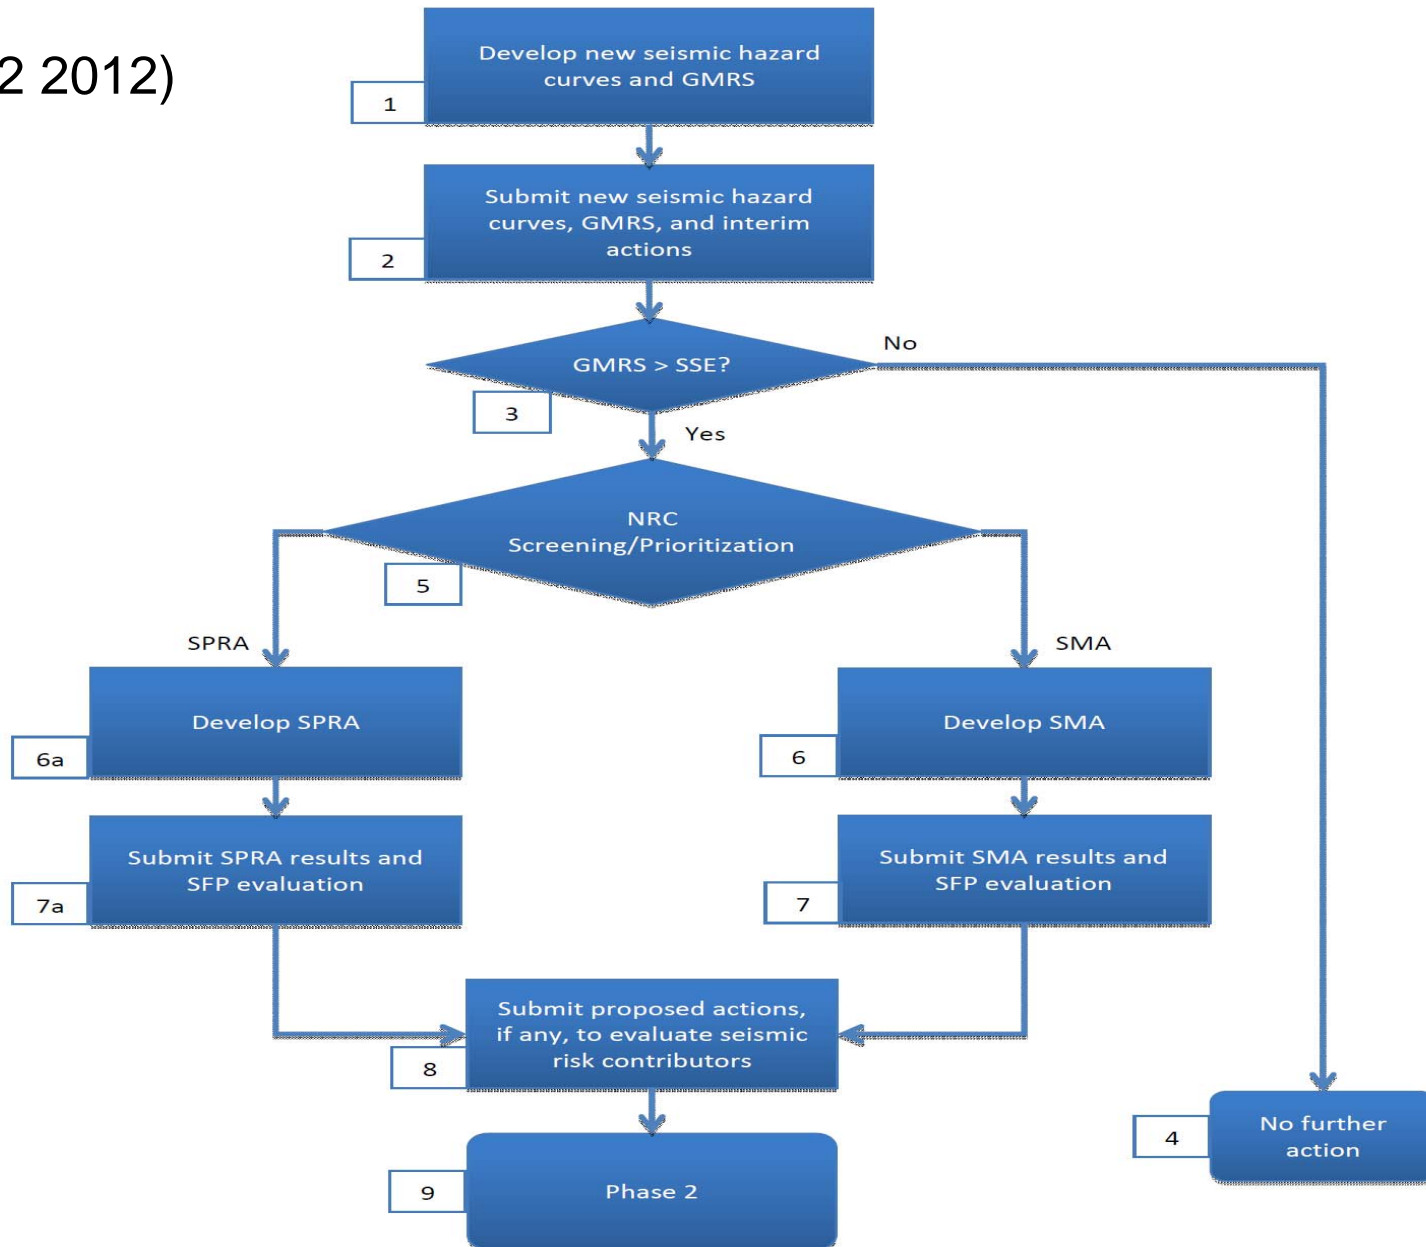 2 2012)
Develop new seismic hazard
curves and GMRS
1
Submit new seismic hazard
curves, GMRS, and interim
actions
2
GMRS > SSE?
No
3
Yes
NRC
Screening/Prioritization
5
SPRA
SMA
Develop SPRA
6a
Develop SMA
6
Submit SPRA results and
SFP evaluation
7a
Submit SMA results and
SFP evaluation
7
Submit proposed actions,
if any, to evaluate seismic
risk contributors
8
No further
action
4
Phase 2
9